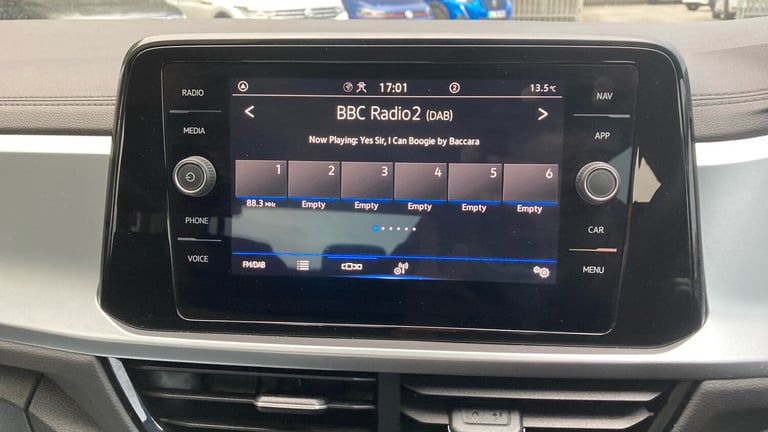 17:01
2
13.5°C
RADIO
MEDIA
PHONE
VOICE
< BBC Radio2 (DAB) >
Now Playing: Yes Sir, I Can Boogie by Baccara
1 2 3 4 5 6
88.3 MHz Empty Empty Empty Empty Empty
FM/DAB
NAV
APP
CAR
MENU